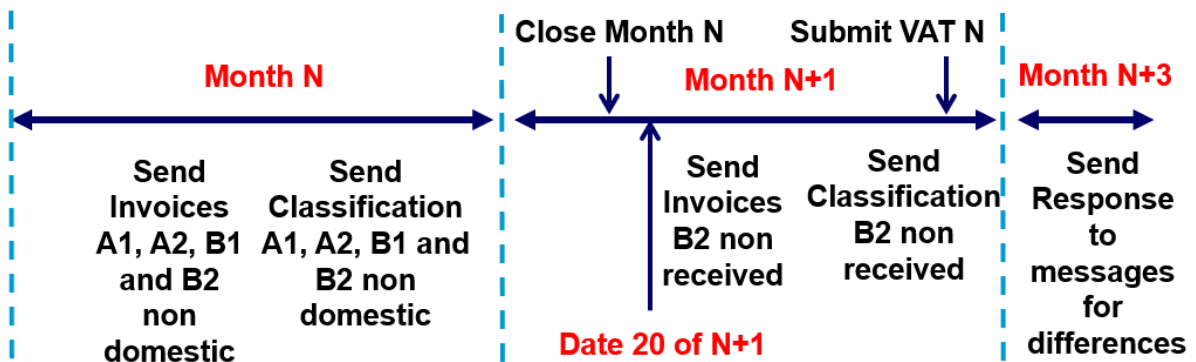 Close Month N
Submit VAT N
Month N
Month N+1
Month N+3
Send
Invoices
A1, A2, B1
and B2
non
domestic
Send
Classification
A1, A2, B1 and
B2 non
domestic
Send
Invoices
B2 non
received
Send
Classification
B2 non
received
Send
Response
to
messages
for
differences
Date 20 of N+1